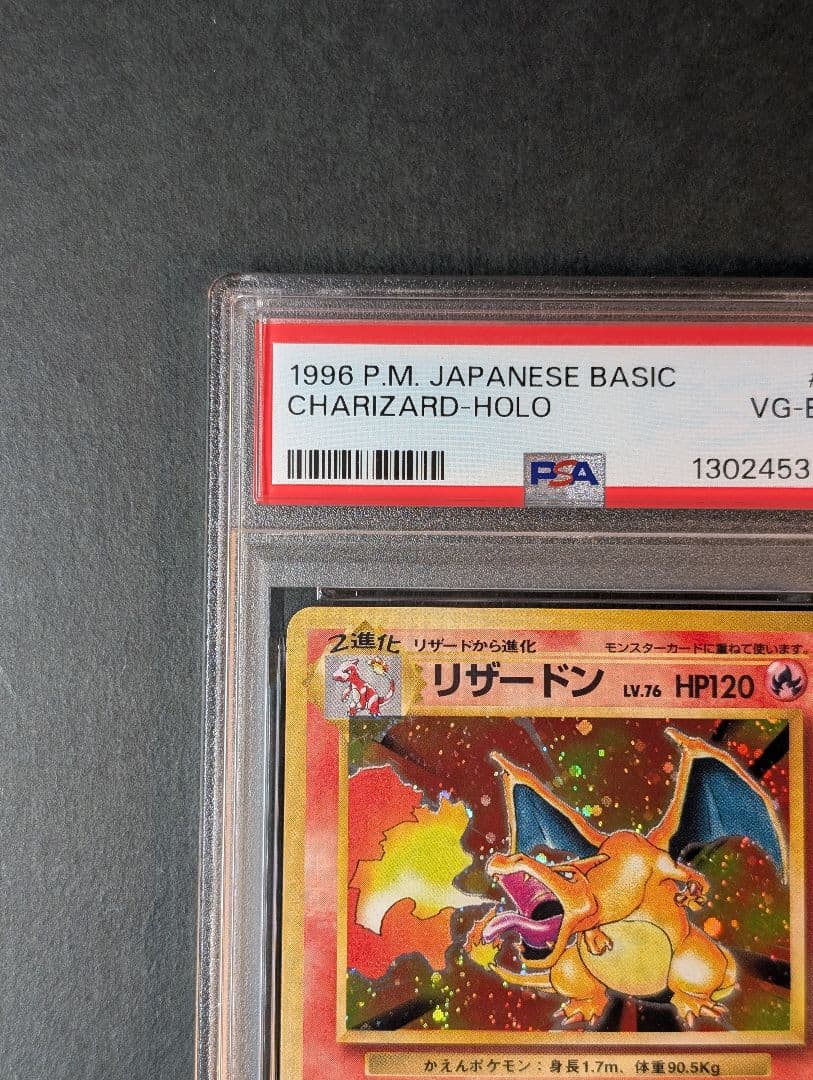 1996 P.M. JAPANESE BASIC
CHARIZARD-HOLO
VG-E
PSA
1302453
2進化 リザードから進化 モンスターカードに重ねて使います。
リザードン LV.76 HP120
かえんポケモン：身長1.7m、体重90.5Kg